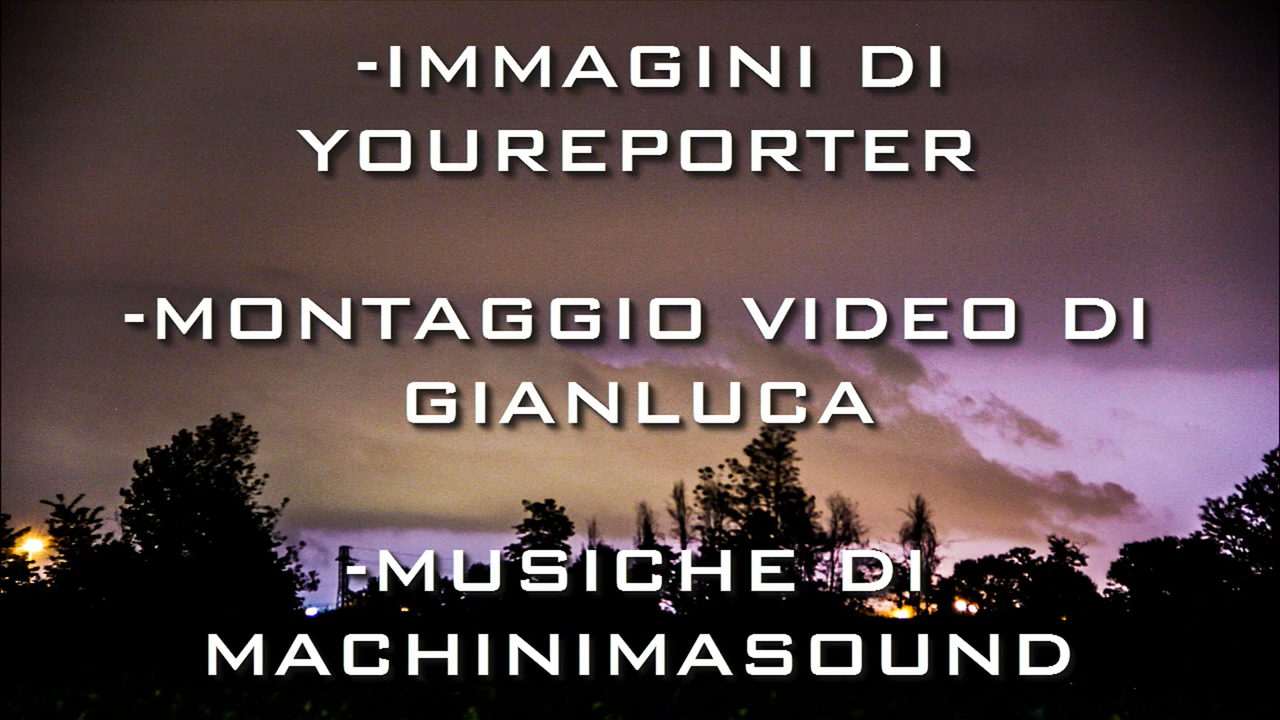 -IMMAGINI DI
YOUREPORTER
-MONTAGGIO VIDEO DI
GIANLUCA
-MUSICHE DI
MACHINIMASOUND